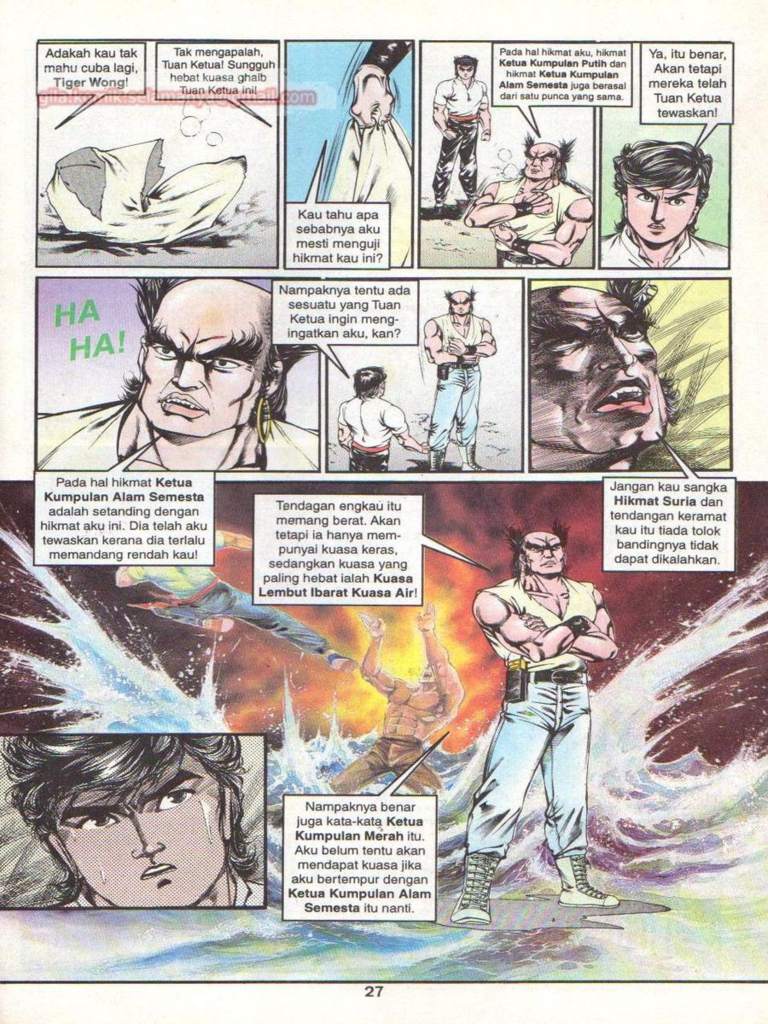 Adakah kau tak
mahu cuba lagi,
Tiger Wong!
Tak mengapalah,
Tuan Ketua! Sungguh
hebat kuasa ghaib
Tuan Ketua ini!
Kau tahu apa
sebabnya aku
mesti menguji
hikmat kau ini?
Pada hal hikmat aku, hikmat
Ketua Kumpulan Putih dan
hikmat Ketua Kumpulan
Alam Semesta juga berasal
dari satu punca yang sama.
Ya, itu benar,
Akan tetapi
mereka telah
Tuan Ketua
tewaskan!
HA
HA!
Nampaknya tentu ada
sesuatu yang Tuan
Ketua ingin meng-
ingatkan aku, kan?
Pada hal hikmat Ketua
Kumpulan Alam Semesta
adalah setanding dengan
hikmat aku ini. Dia telah aku
tewaskan kerana dia terlalu
memandang rendah kau!
Tendagan engkau itu
memang berat. Akan
tetapi ia hanya mem-
punyai kuasa keras,
sedangkan kuasa yang
paling hebat ialah Kuasa
Lembut Ibarat Kuasa Air!
Jangan kau sangka
Hikmat Suria dan
tendangan keramat
kau itu tiada tolok
bandingnya tidak
dapat dikalahkan.
Nampaknya benar
juga kata-kata Ketua
Kumpulan Merah itu.
Aku belum tentu akan
mendapat kuasa jika
aku bertempur dengan
Ketua Kumpulan Alam
Semesta itu nanti.
27